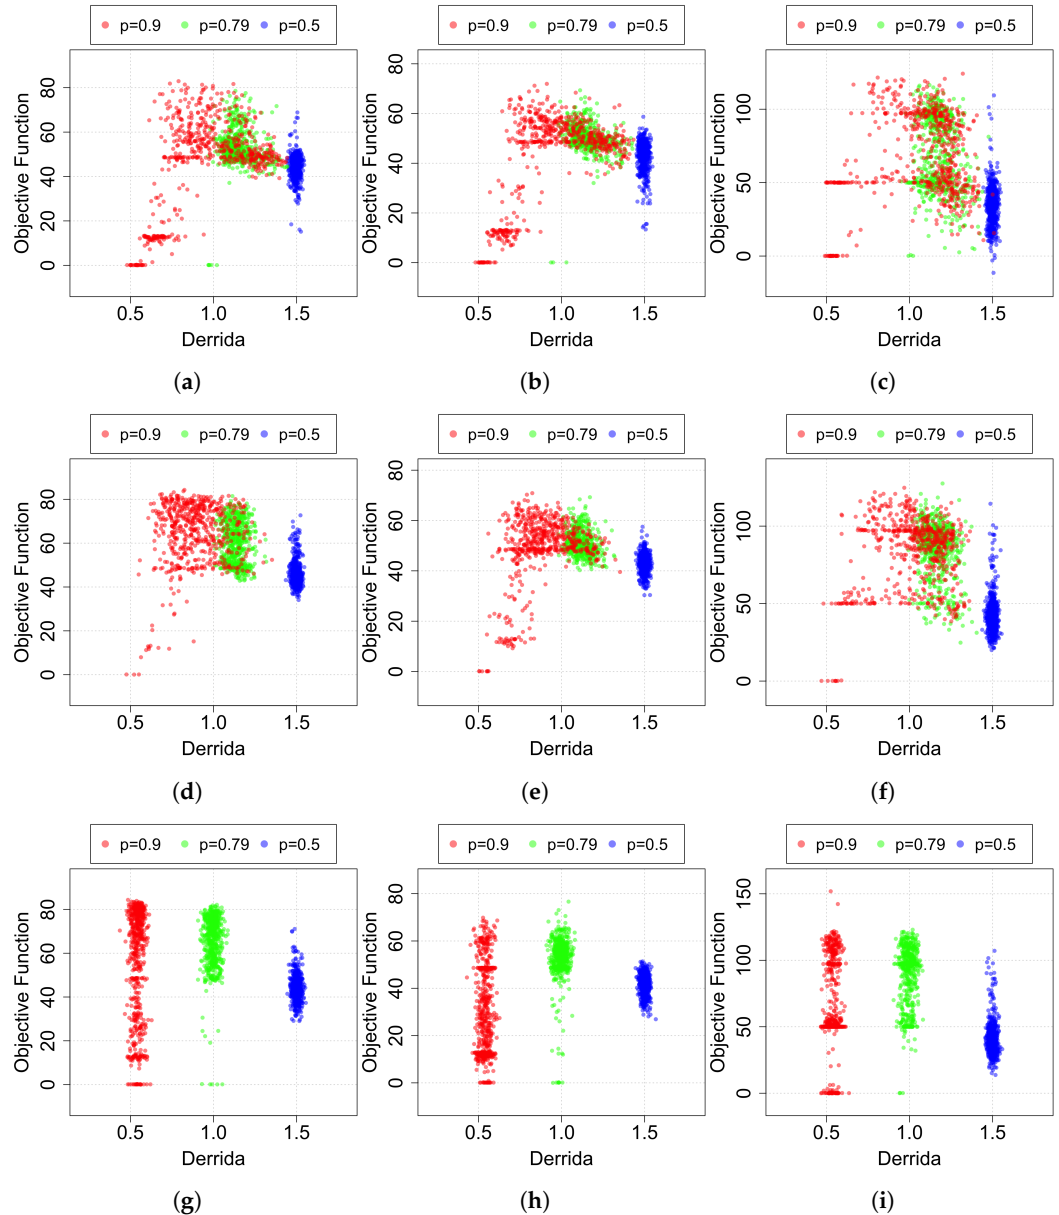 p=0.9 p=0.79 p=0.5 p=0.9 p=0.79 p=0.5 p=0.9 p=0.79 p=0.5
Objective Function Objective Function Objective Function
80 80 100
60 60
40 40 50
20 20
0 0 0
0.5 1.0 1.5 0.5 1.0 1.5 0.5 1.0 1.5
Derrida Derrida Derrida
(a) (b) (c)
p=0.9 p=0.79 p=0.5 p=0.9 p=0.79 p=0.5 p=0.9 p=0.79 p=0.5
Objective Function Objective Function Objective Function
80 80 100
60 60
40 40 50
20 20
0 0 0
0.5 1.0 1.5 0.5 1.0 1.5 0.5 1.0 1.5
Derrida Derrida Derrida
(d) (e) (f)
p=0.9 p=0.79 p=0.5 p=0.9 p=0.79 p=0.5 p=0.9 p=0.79 p=0.5
Objective Function Objective Function Objective Function
80 80 150
60 60 100
40 40 50
20 20
0 0 0
0.5 1.0 1.5 0.5 1.0 1.5 0.5 1.0 1.5
Derrida Derrida Derrida
(g) (h) (i)